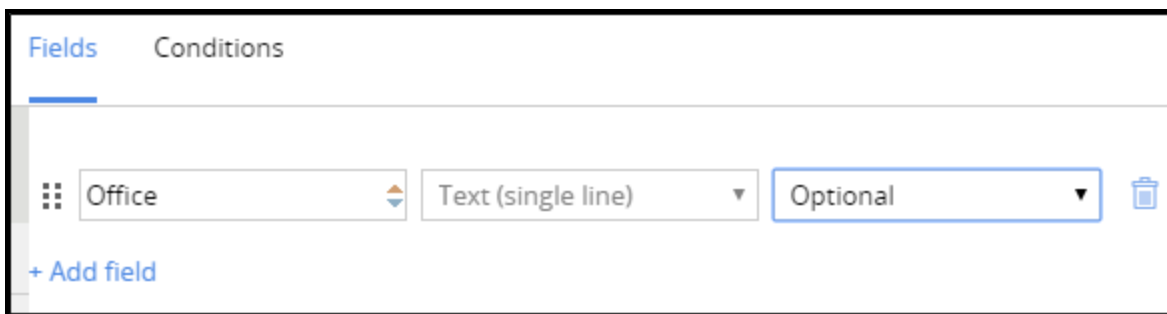 Fields Conditions
Office Text (single line) Optional
+ Add field